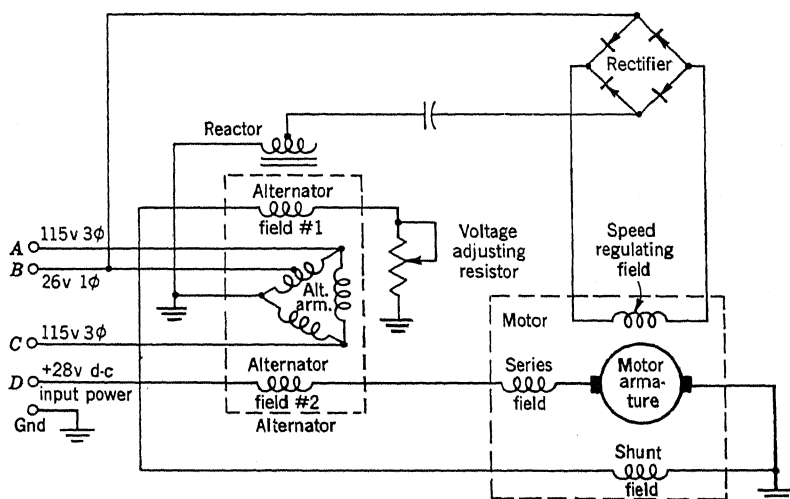 Rectifier
Reactor
Alternator
field #1
Voltage
adjusting
resistor
Speed
regulating
field
A
115v 3ϕ
B
26v 1ϕ
Alt.
arm.
C
115v 3ϕ
D
+28v d-c
input power
Gnd
Alternator
field #2
Alternator
Motor
Series
field
Motor
arma-
ture
Shunt
field